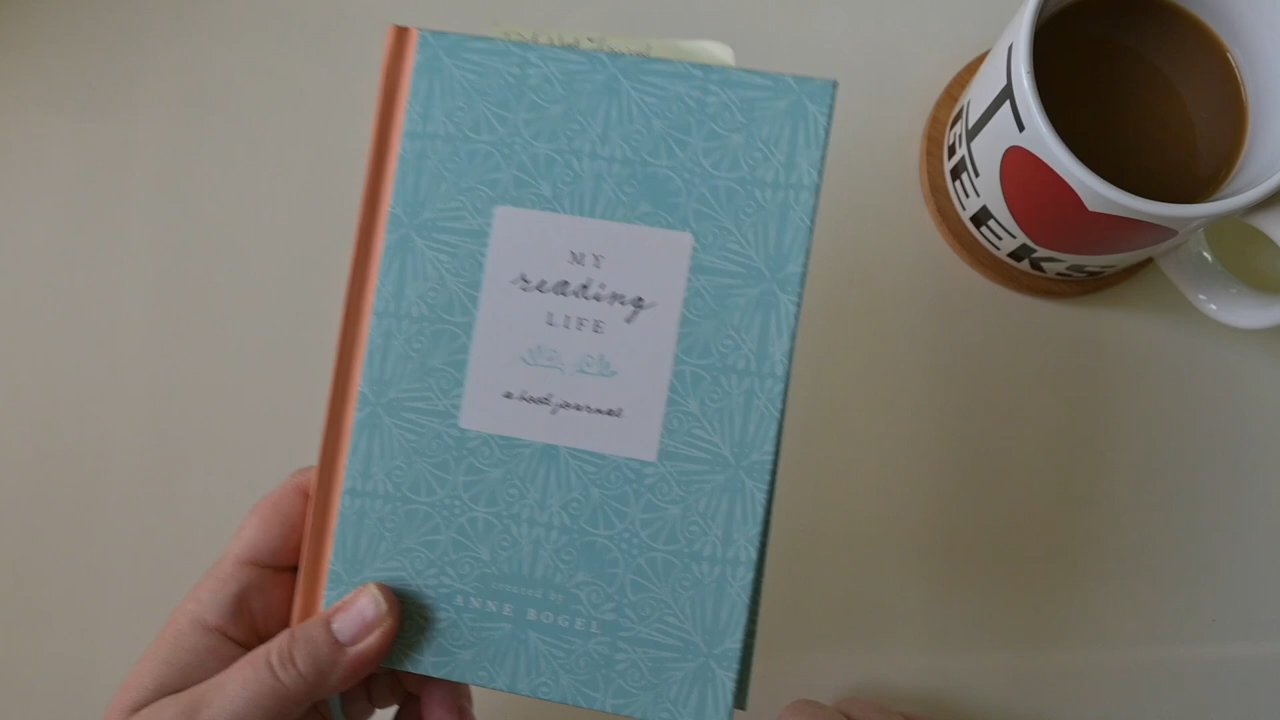 MY
reading
LIFE
a book journal
created by
ANNE BOGEL
I
GEEKS